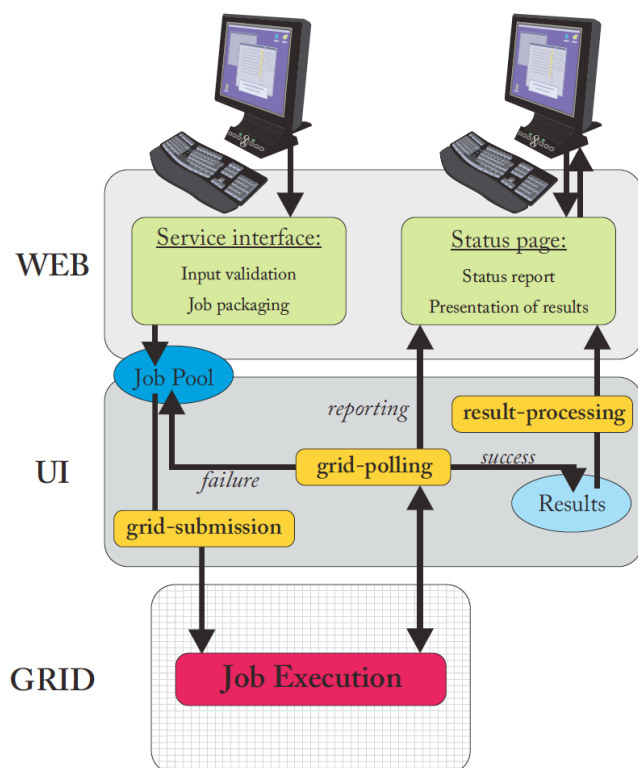 WEB
Service interface:
Input validation
Job packaging
Status page:
Status report
Presentation of results
Job Pool
UI
reporting
result-processing
failure
grid-polling
success
Results
grid-submission
GRID
Job Execution